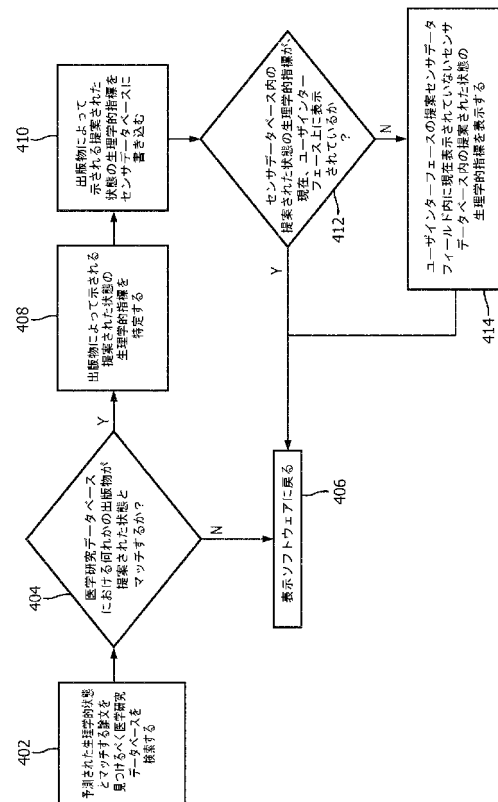 402
予測された生理学的状態
とマッチする論文を
見つけるべく医学研究
データベースを
検索する
404
医学研究データベース
における何れかの出版物が
提案された状態と
マッチするか?
Y
N
408
出版物によって示される
提案された状態の
生理学的指標を
特定する
410
出版物によって
示される提案された
状態の生理学的指標を
センサデータベースに
書き込む
412
センサデータベース内の
提案された状態の生理学的指標が、
現在、ユーザインター
フェース上に表示
されているか
?
Y
N
406
表示ソフトウェアに戻る
414
ユーザインターフェースの提案センサデータ
フィールド内に現在表示されていないセンサ
データベース内の提案された状態の
生理学的指標を表示する